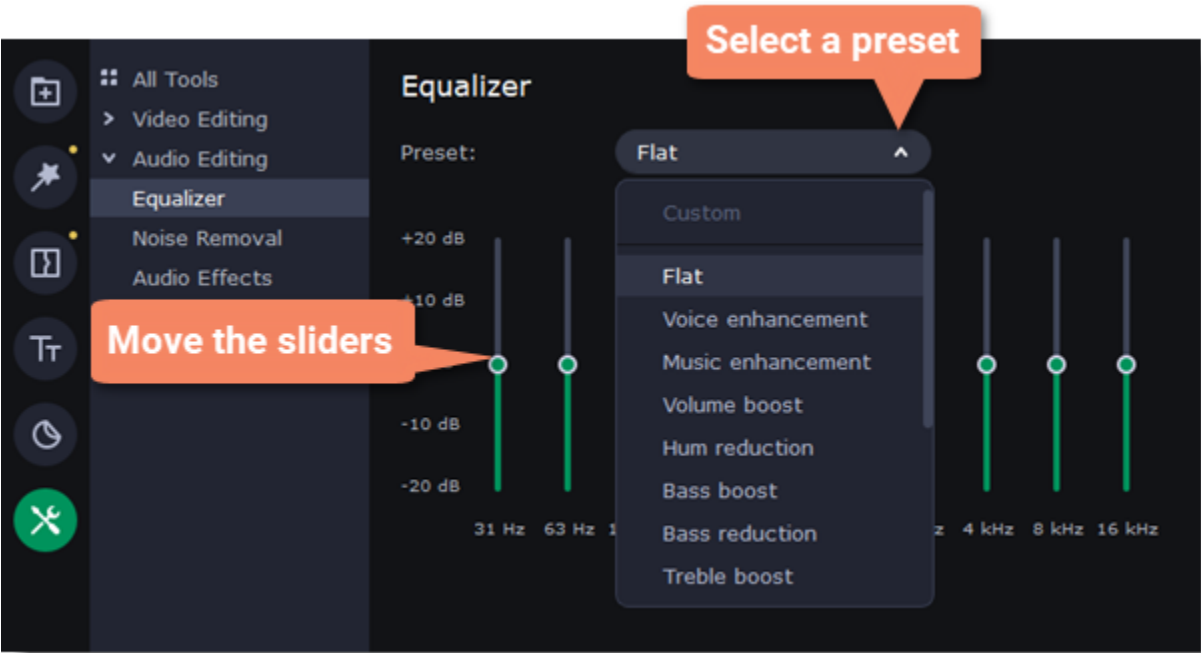 Select a preset
All Tools
Video Editing
Audio Editing
Equalizer
Noise Removal
Audio Effects
Move the sliders
Equalizer
Preset:
Flat
Custom
Flat
Voice enhancement
Music enhancement
Volume boost
Hum reduction
Bass boost
Bass reduction
Treble boost
+20 dB
+10 dB
-10 dB
-20 dB
31 Hz 63 Hz 4 kHz 8 kHz 16 kHz